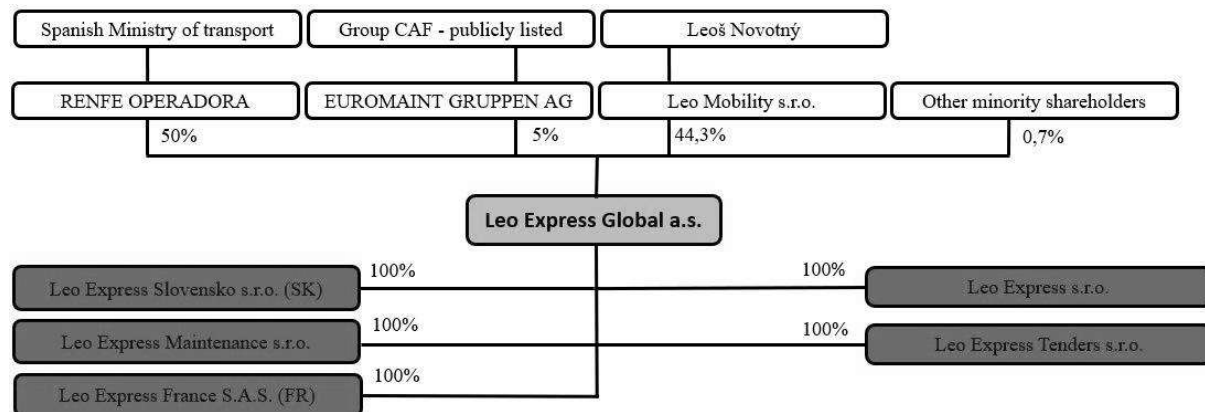 Spanish Ministry of transport
Group CAF - publicly listed
Leoš Novotný
RENFE OPERADORA
EUROMAINT GRUPPEN AG
Leo Mobility s.r.o.
Other minority shareholders
50%
5%
44,3%
0,7%
Leo Express Global a.s.
100%
100%
Leo Express Slovensko s.r.o. (SK)
Leo Express s.r.o.
100%
100%
Leo Express Maintenance s.r.o.
Leo Express Tenders s.r.o.
100%
Leo Express France S.A.S. (FR)